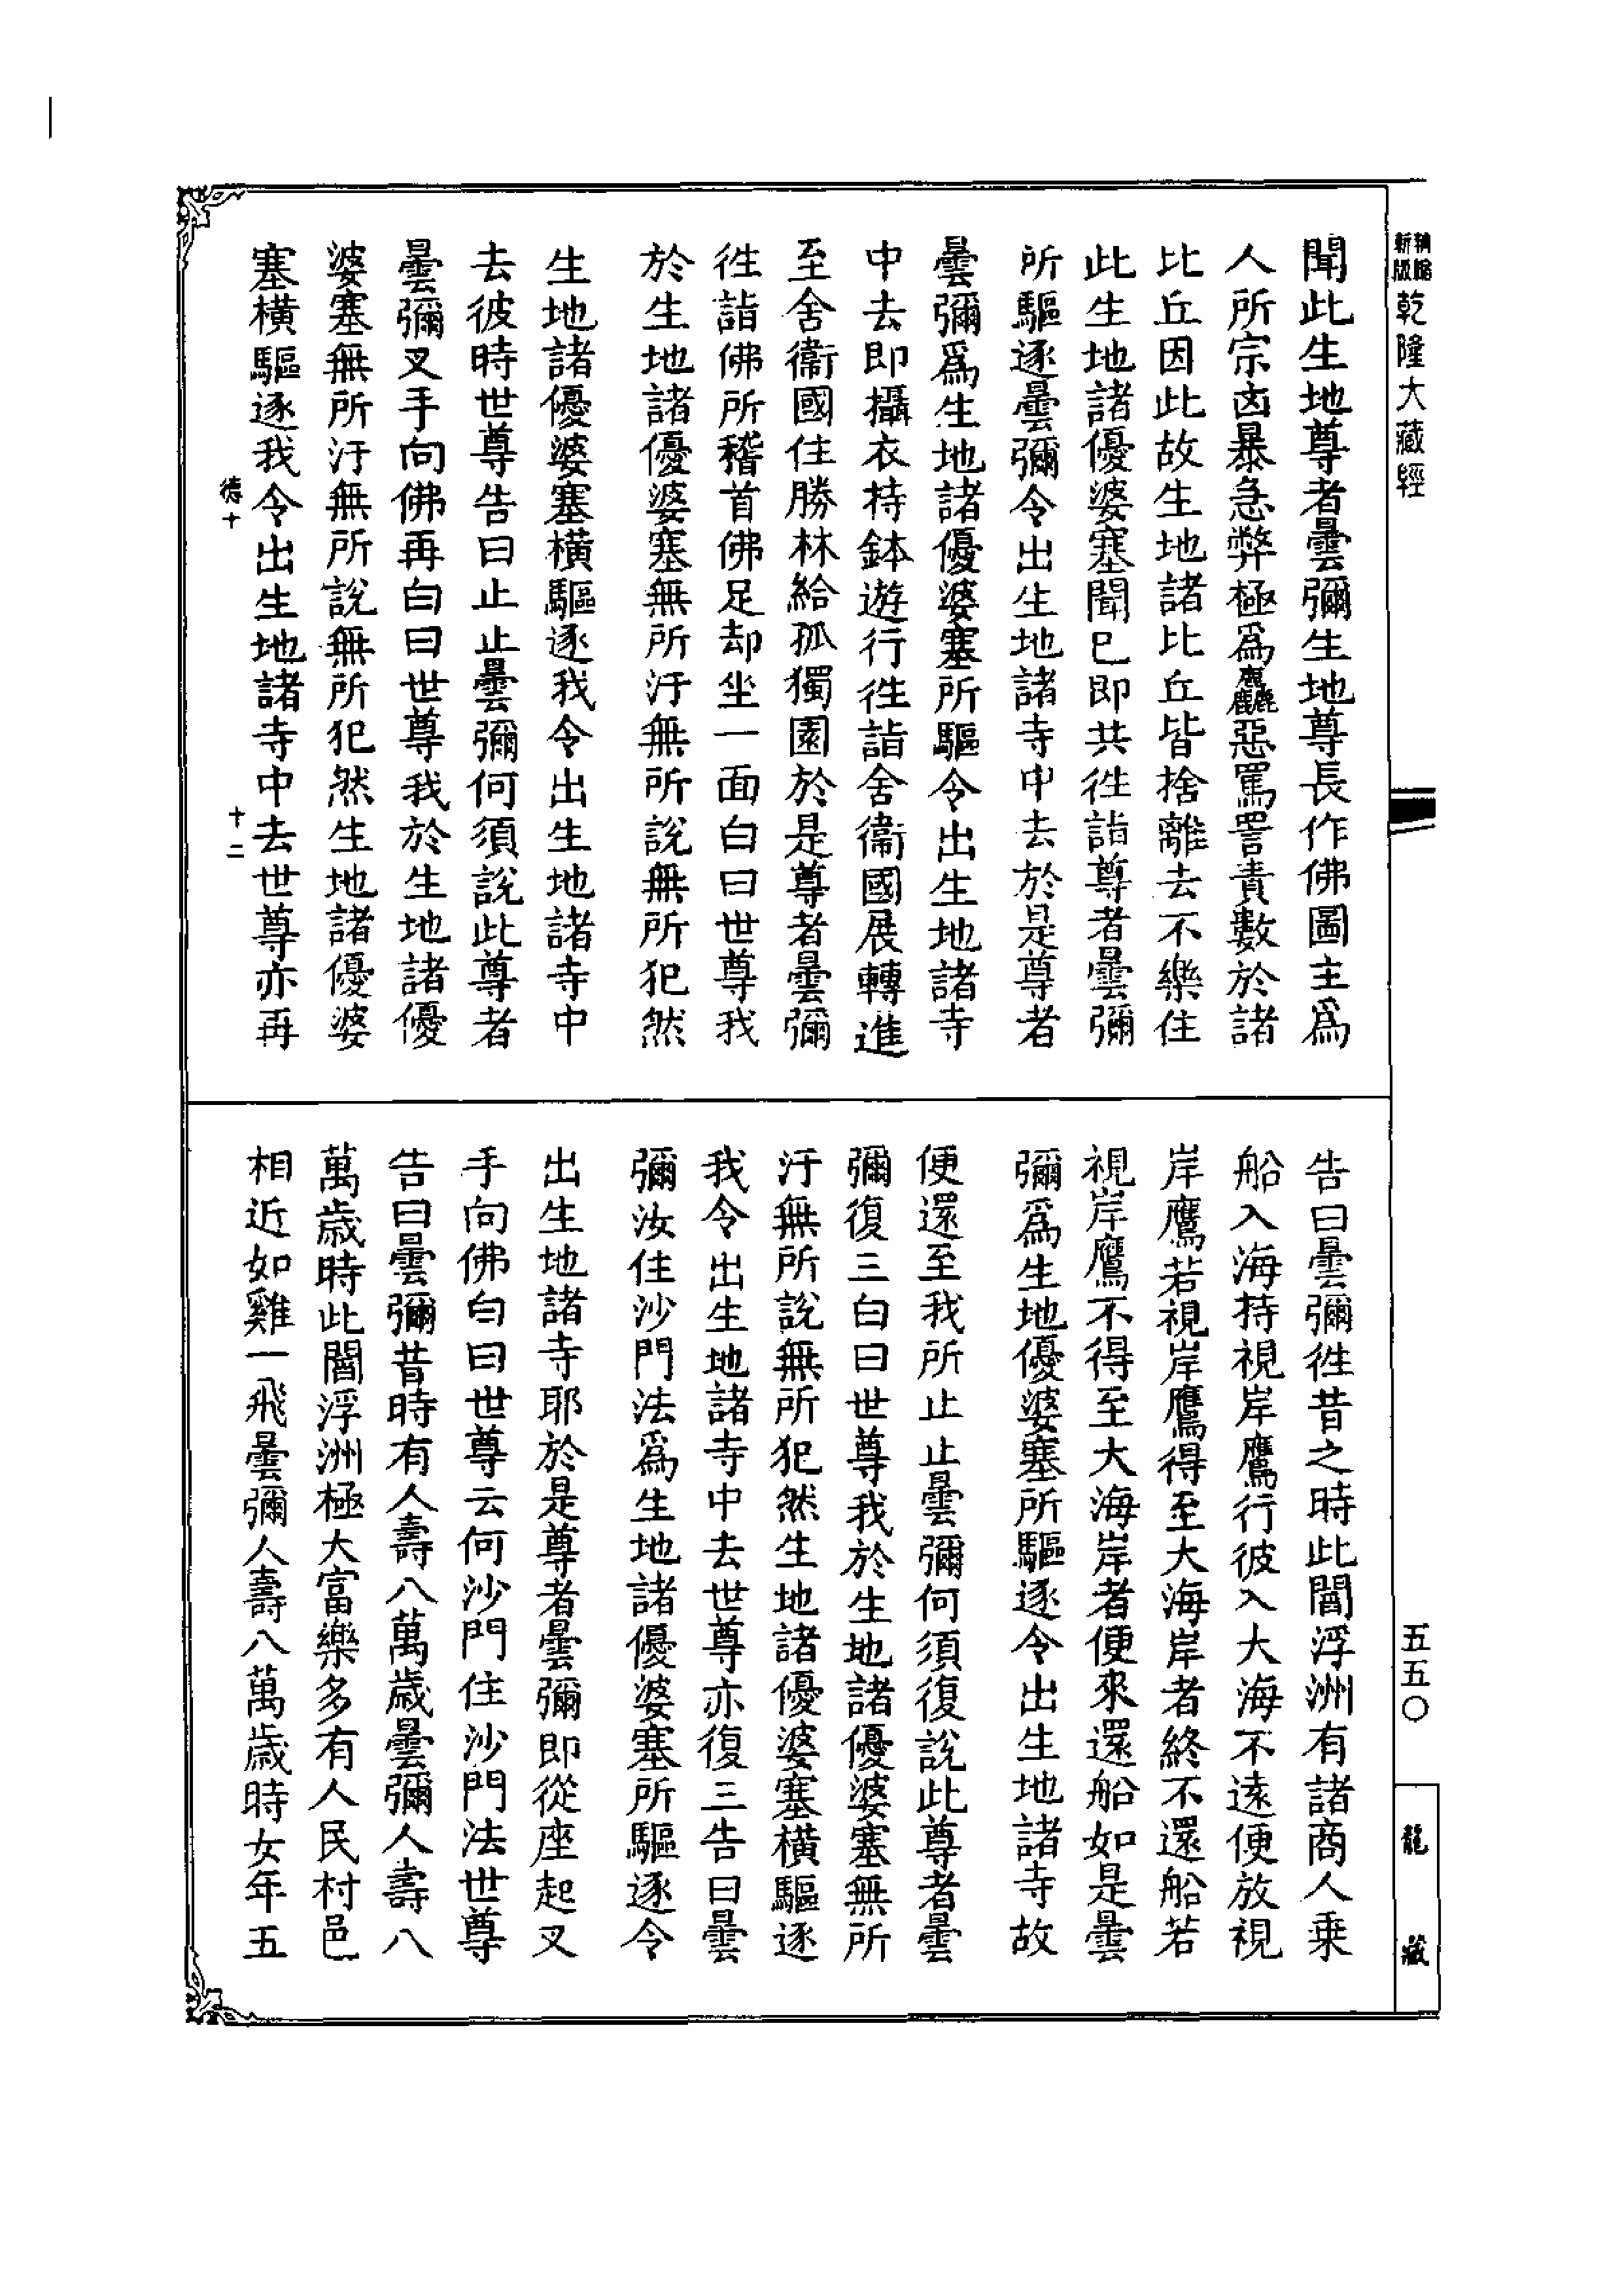 新版
乾隆大藏經
聞此生地尊者曇彌生地尊長作佛圖主爲
人所宗卤暴急弊極爲麤惡罵詈責數於諸
比丘因此故生地諸比丘皆捨離去不樂住
此生地諸優婆塞聞已即共徃詣尊者曇彌
所驅逐曇彌令出生地諸寺中去於是尊者
曇彌爲生地諸優婆塞所驅令出生地諸寺
中去即攝衣持鉢遊行徃詣舍衞國展轉進
至舍衞國住勝林給孤獨園於是尊者曇彌
徃詣佛所稽首佛足却坐一面白曰世尊我
於生地諸優婆塞無所汙無所說無所犯然
生地諸優婆塞橫驅逐我令出生地諸寺中
去彼時世尊告曰止止曇彌何須說此尊者
曇彌叉手向佛再白曰世尊我於生地諸優
婆塞無所汙無所說無所犯然生地諸優婆
塞橫驅逐我令出生地諸寺中去世尊亦再
德十
十二
告曰曇彌徃昔之時此閻浮洲有諸商人乗
船入海持視岸鷹行彼入大海不遠便放視
岸鷹若視岸鷹得至大海岸者終不還船若
視岸鷹不得至大海岸者便來還船如是曇
彌爲生地優婆塞所驅逐令出生地諸寺故
便還至我所止止曇彌何須復說此尊者曇
彌復三白曰世尊我於生地諸優婆塞無所
汙無所說無所犯然生地諸優婆塞橫驅逐
我令出生地諸寺中去世尊亦復三告曰曇
彌汝住沙門法爲生地諸優婆塞所驅逐令
出生地諸寺耶於是尊者曇彌即從座起叉
手向佛白曰世尊云何沙門住沙門法世尊
告曰曇彌昔時有人壽八萬歲曇彌人壽八
萬歲時此閻浮洲極大富樂多有人民村邑
相近如雞一飛曇彌人壽八萬歲時女年五
五五〇
龍藏